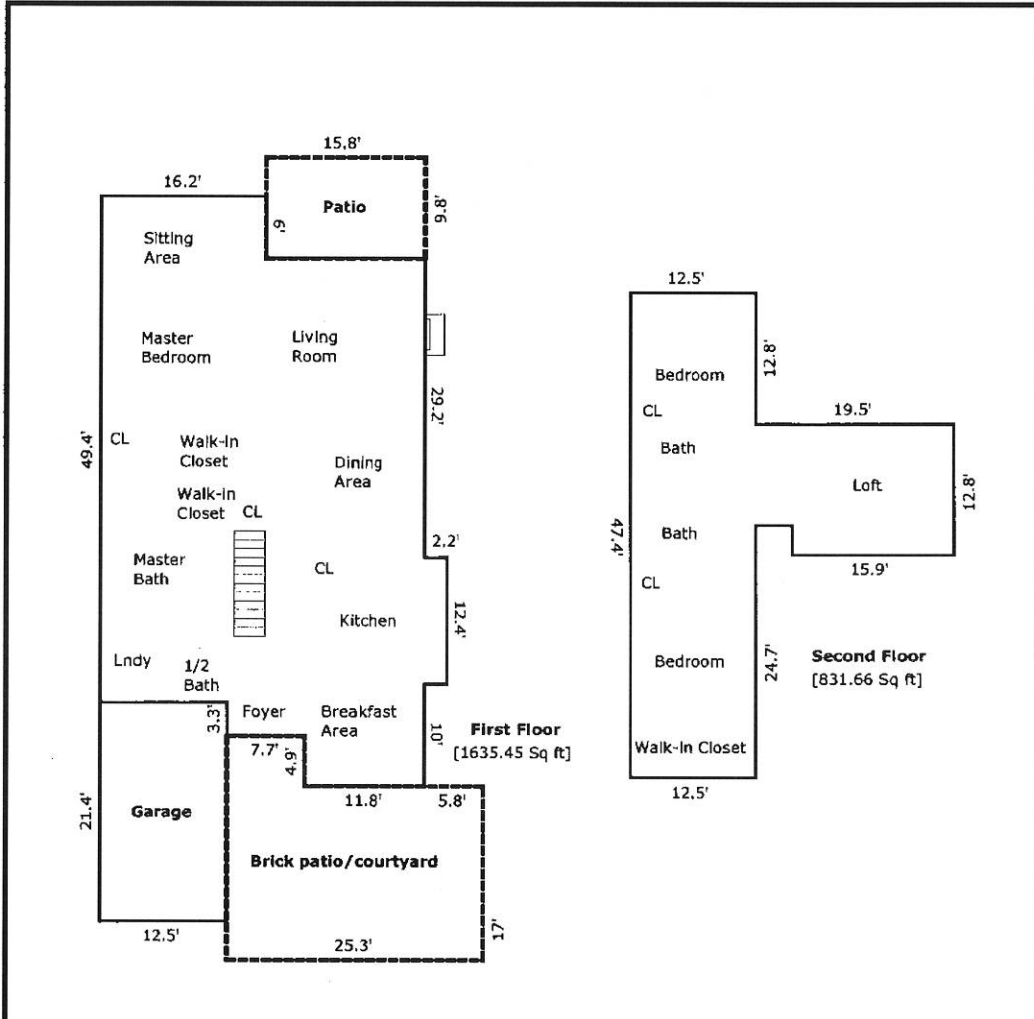 15.8'
16.2'
Patio
6'
9.8'
Sitting
Area
Master
Bedroom
Living
Room
29.2'
49.4'
CL
Walk-In
Closet
Walk-in
Closet
CL
Dining
Area
2.2'
Master
Bath
CL
Kitchen
12.4'
Lndy
1/2
Bath
3.3'
Foyer
Breakfast
Area
10'
First Floor
[1635.45 Sq ft]
7.7'
4.9'
11.8'
5.8'
21.4'
Garage
Brick patio/courtyard
17'
12.5'
25.3'
12.5'
Bedroom
12.8'
CL
19.5'
Bath
Loft
12.8'
47.4'
Bath
15.9'
CL
Bedroom
24.7'
Second Floor
[831.66 Sq ft]
Walk-In Closet
12.5'